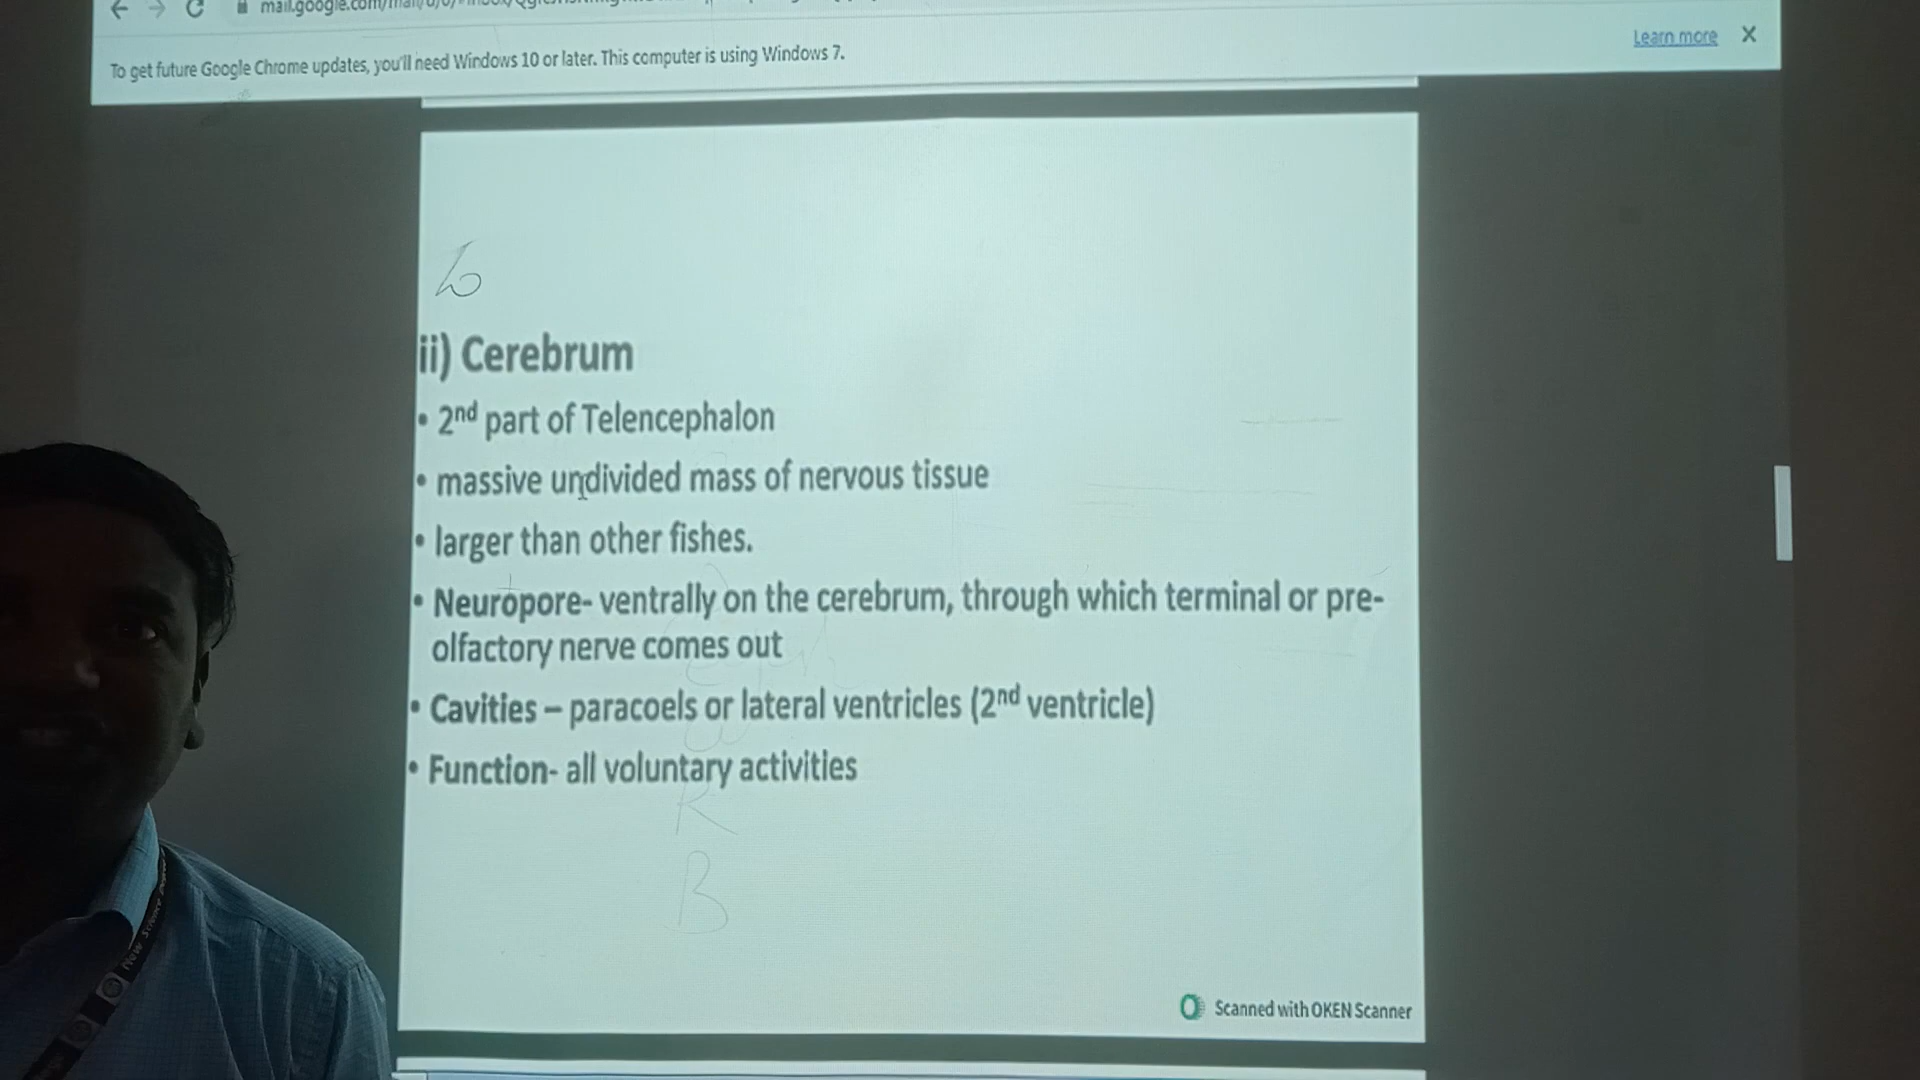 To get future Google Chrome updates, you'll need Windows 10 or later. This computer is using Windows 7.
Learn more X
ii) Cerebrum
• 2nd part of Telencephalon
• massive undivided mass of nervous tissue
• larger than other fishes.
• Neuropore- ventrally on the cerebrum, through which terminal or pre-
olfactory nerve comes out
• Cavities – paracoels or lateral ventricles (2nd ventricle)
• Function- all voluntary activities
R
B
Scanned with OKEN Scanner
New Science